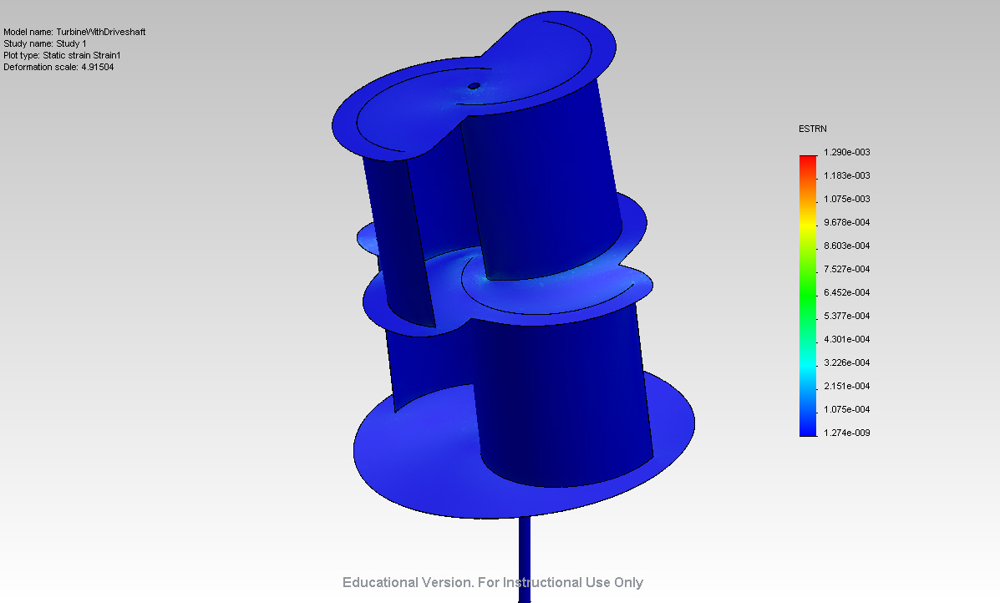 Model name: TurbineWithDriveshaft
Study name: Study 1
Plot type: Static strain Strain1
Deformation scale: 4.91504
ESTRN
1.290e-003
1.183e-003
1.075e-003
9.678e-004
8.603e-004
7.527e-004
6.452e-004
5.377e-004
4.301e-004
3.226e-004
2.151e-004
1.075e-004
1.274e-009
Educational Version. For Instructional Use Only